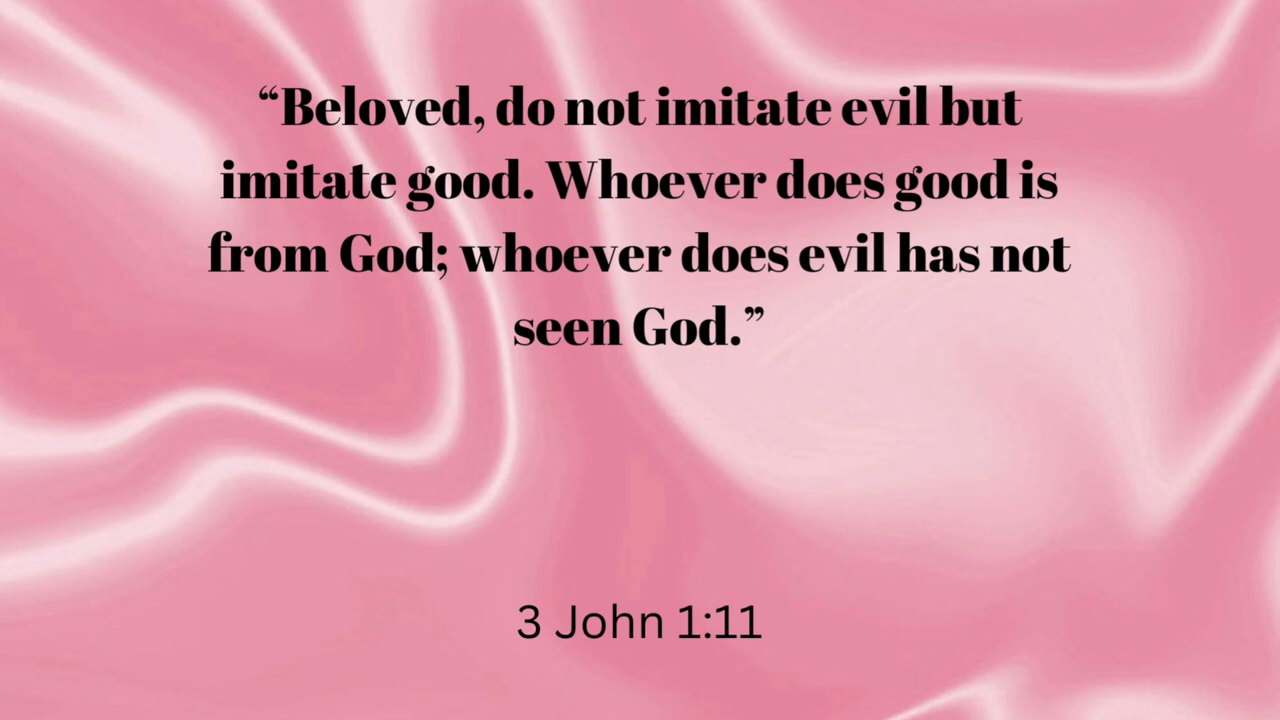 “Beloved, do not imitate evil but
imitate good. Whoever does good is
from God; whoever does evil has not
seen God.”
3 John 1:11